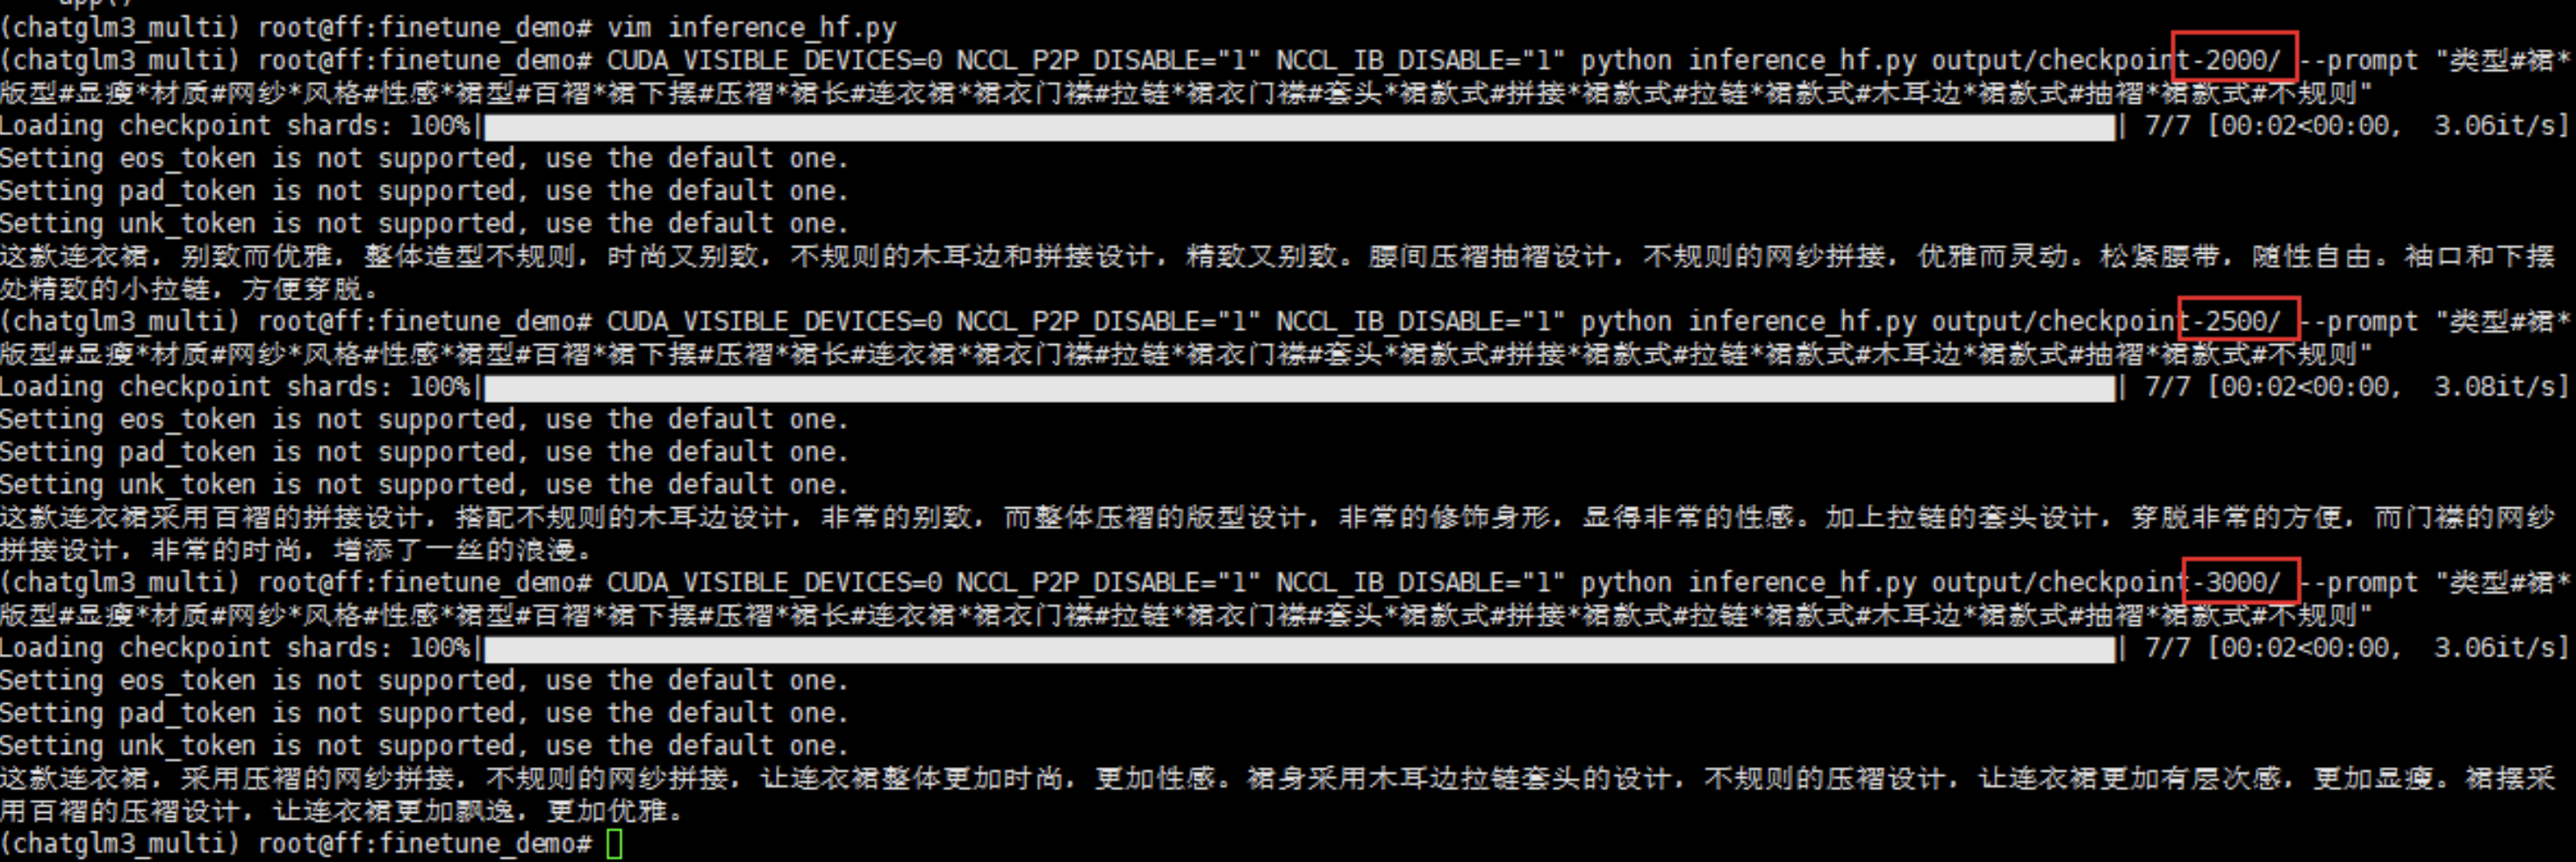 app()
(chatglm3_multi) root@ff:finetune_demo# vim inference_hf.py
(chatglm3_multi) root@ff:finetune_demo# CUDA_VISIBLE_DEVICES=0 NCCL_P2P_DISABLE="1" NCCL_IB_DISABLE="1" python inference_hf.py output/checkpoint-2000/ --prompt "类型#裙*
版型#显瘦*材质#网纱*风格#性感*裙型#百褶*裙下摆#压褶*裙长#连衣裙*裙衣门襟#拉链*裙衣门襟#套头*裙款式#拼接*裙款式#拉链*裙款式#木耳边*裙款式#抽褶*裙款式#不规则"
Loading checkpoint shards: 100%| | 7/7 [00:02<00:00, 3.06it/s]
Setting eos_token is not supported, use the default one.
Setting pad_token is not supported, use the default one.
Setting unk_token is not supported, use the default one.
这款连衣裙，别致而优雅，整体造型不规则，时尚又别致，不规则的木耳边和拼接设计，精致又别致。腰间压褶抽褶设计，不规则的网纱拼接，优雅而灵动。松紧腰带，随性自由。袖口和下摆
处精致的小拉链，方便穿脱。
(chatglm3_multi) root@ff:finetune_demo# CUDA_VISIBLE_DEVICES=0 NCCL_P2P_DISABLE="1" NCCL_IB_DISABLE="1" python inference_hf.py output/checkpoint-2500/ --prompt "类型#裙*
版型#显瘦*材质#网纱*风格#性感*裙型#百褶*裙下摆#压褶*裙长#连衣裙*裙衣门襟#拉链*裙衣门襟#套头*裙款式#拼接*裙款式#拉链*裙款式#木耳边*裙款式#抽褶*裙款式#不规则"
Loading checkpoint shards: 100%| | 7/7 [00:02<00:00, 3.08it/s]
Setting eos_token is not supported, use the default one.
Setting pad_token is not supported, use the default one.
Setting unk_token is not supported, use the default one.
这款连衣裙采用百褶的拼接设计，搭配不规则的木耳边设计，非常的别致，而整体压褶的版型设计，非常的修饰身形，显得非常的性感。加上拉链的套头设计，穿脱非常的方便，而门襟的网纱
拼接设计，非常的时尚，增添了一丝的浪漫。
(chatglm3_multi) root@ff:finetune_demo# CUDA_VISIBLE_DEVICES=0 NCCL_P2P_DISABLE="1" NCCL_IB_DISABLE="1" python inference_hf.py output/checkpoint-3000/ --prompt "类型#裙*
版型#显瘦*材质#网纱*风格#性感*裙型#百褶*裙下摆#压褶*裙长#连衣裙*裙衣门襟#拉链*裙衣门襟#套头*裙款式#拼接*裙款式#拉链*裙款式#木耳边*裙款式#抽褶*裙款式#不规则"
Loading checkpoint shards: 100%| | 7/7 [00:02<00:00, 3.06it/s]
Setting eos_token is not supported, use the default one.
Setting pad_token is not supported, use the default one.
Setting unk_token is not supported, use the default one.
这款连衣裙，采用压褶的网纱拼接，不规则的网纱拼接，让连衣裙整体更加时尚，更加性感。裙身采用木耳边拉链套头的设计，不规则的压褶设计，让连衣裙更加有层次感，更加显瘦。裙摆采
用百褶的压褶设计，让连衣裙更加飘逸，更加优雅。
(chatglm3_multi) root@ff:finetune_demo#